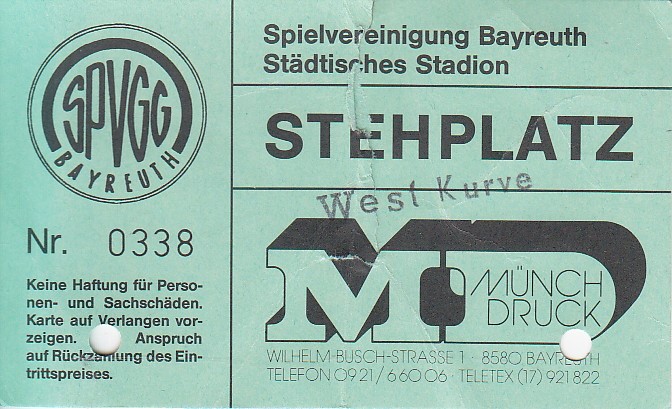 SPVGG
BAYREUTH
Nr. 0338
Keine Haftung für Perso-
nen- und Sachschäden.
Karte auf Verlangen vor-
zeigen. Anspruch
auf Rückzahlung des Ein-
trittspreises.
Spielvereinigung Bayreuth
Städtisches Stadion
STEHPLATZ
West Kurve
MD
MÜNCH
DRUCK
WILHELM-BUSCH-STRASSE 1 · 8580 BAYREUTH
TELEFON 0921/66006 · TELETEX (17) 921822